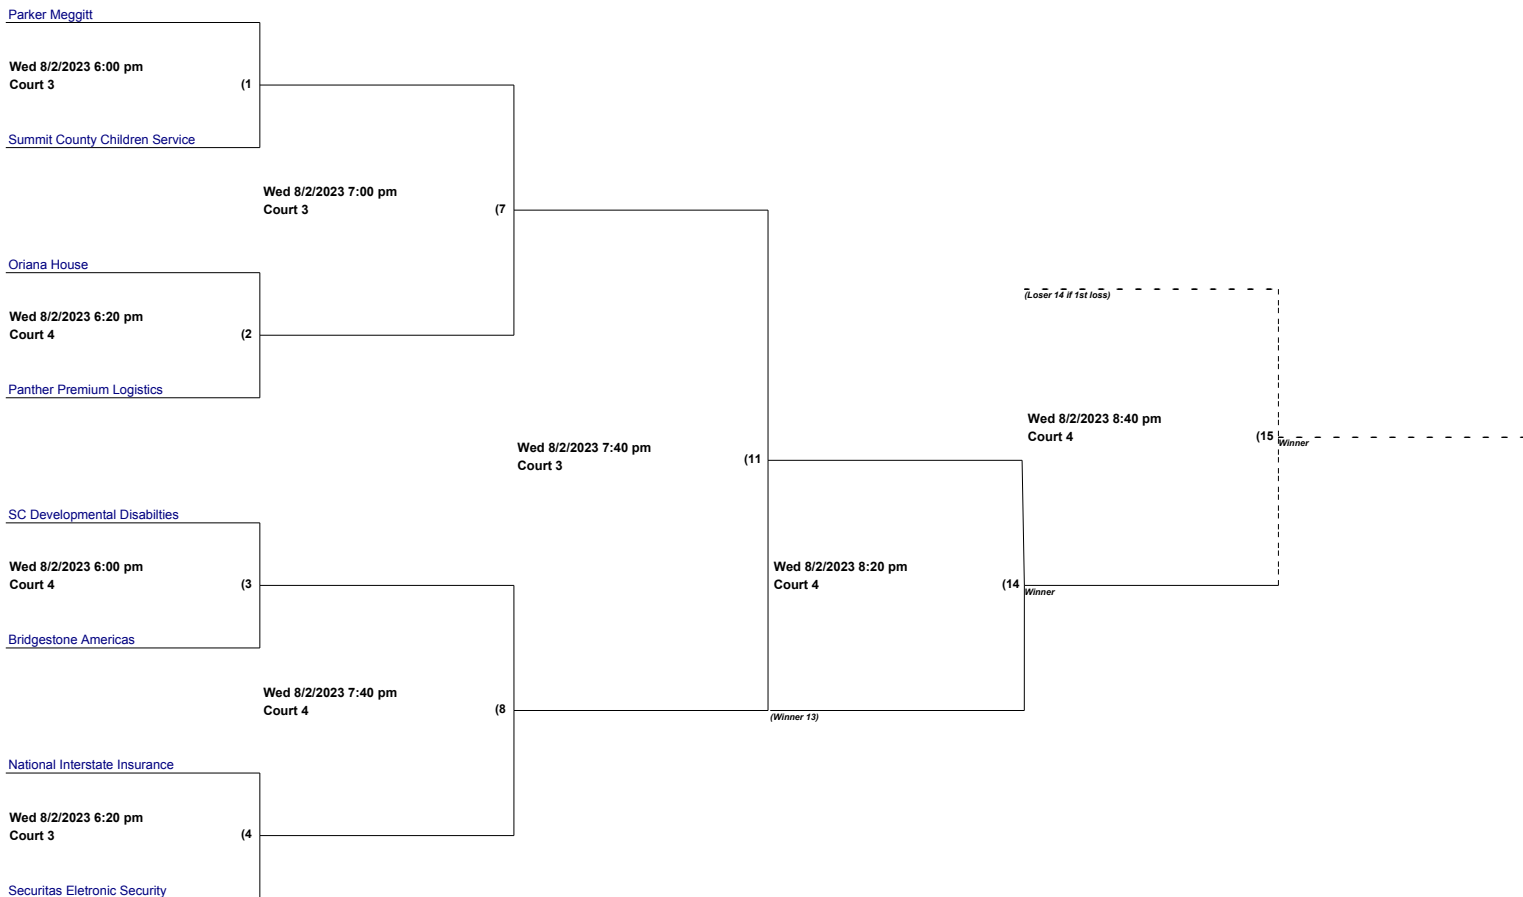 Parker Meggitt
Wed 8/2/2023 6:00 pm
Court 3
(1
Summit County Children Service
Wed 8/2/2023 7:00 pm
Court 3
(7
Oriana House
Wed 8/2/2023 6:20 pm
Court 4
(2
Panther Premium Logistics
(Loser 14 if 1st loss)
Wed 8/2/2023 8:40 pm
Court 4
(15
Winner
Wed 8/2/2023 7:40 pm
Court 3
(11
SC Developmental Disabilties
Wed 8/2/2023 6:00 pm
Court 4
(3
Bridgestone Americas
Wed 8/2/2023 8:20 pm
Court 4
(14
Winner
Wed 8/2/2023 7:40 pm
Court 4
(8
(Winner 13)
National Interstate Insurance
Wed 8/2/2023 6:20 pm
Court 3
(4
Securitas Eletronic Security